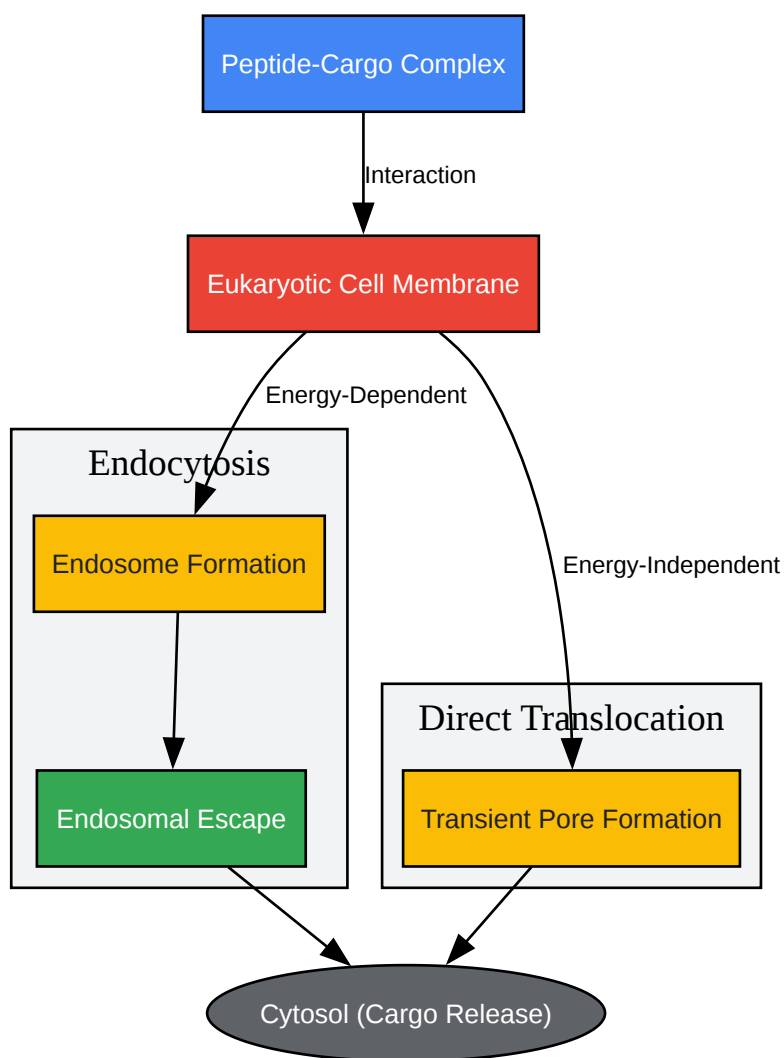 Peptide-Cargo Complex
Interaction
Eukaryotic Cell Membrane
Energy-Dependent
Endocytosis
Endosome Formation
Energy-Independent
Direct Translocation
Endosomal Escape
Transient Pore Formation
Cytosol (Cargo Release)